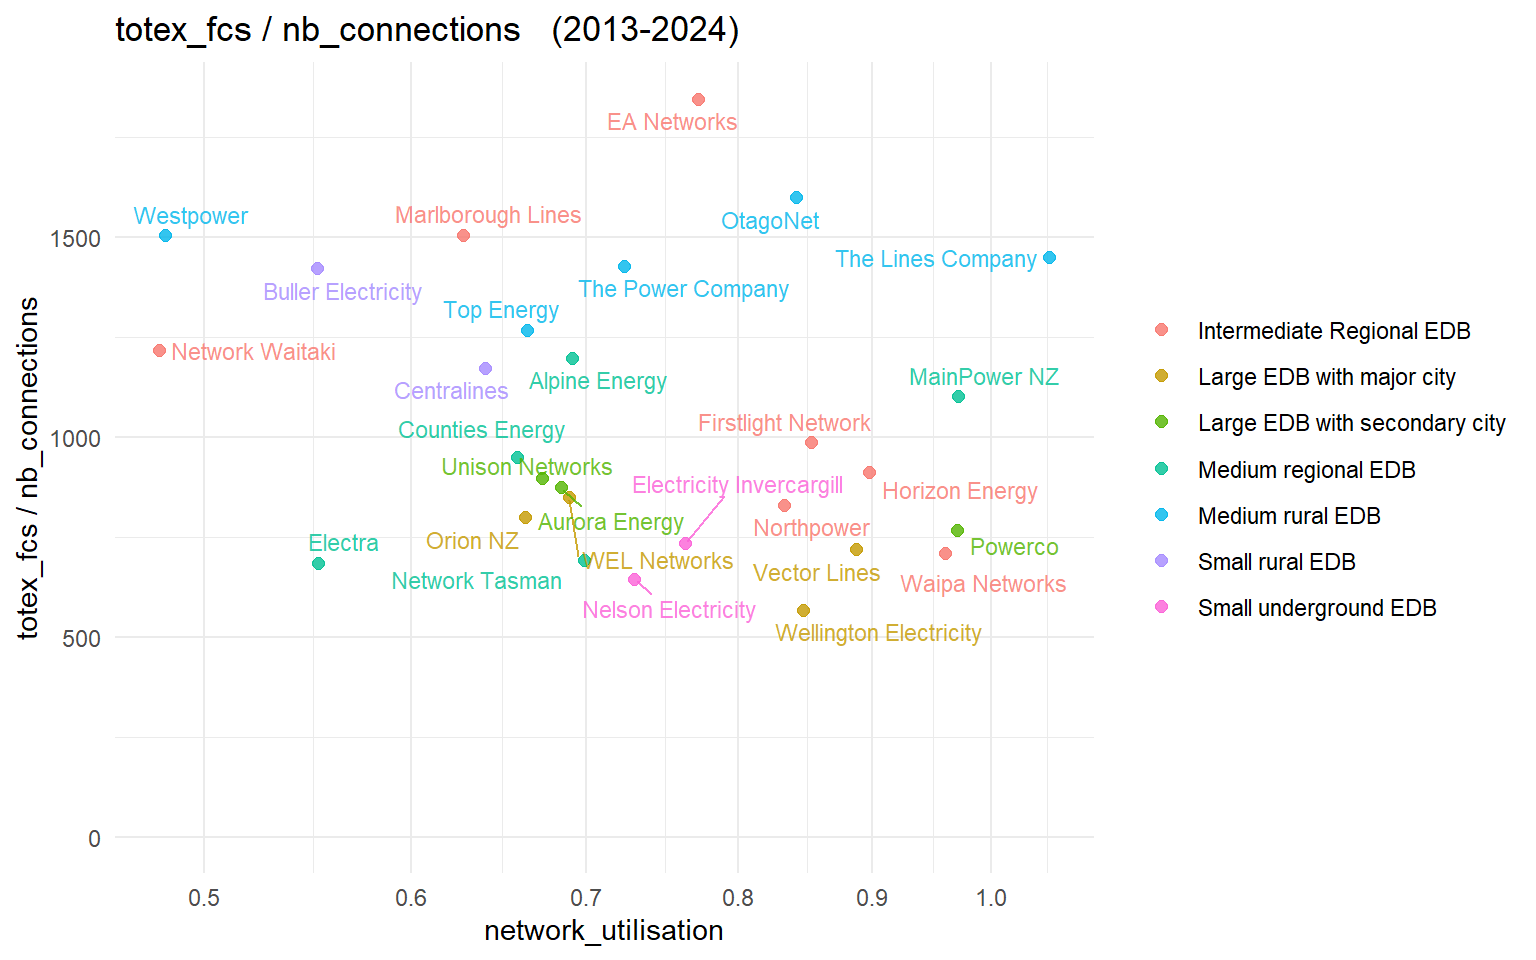 totex_fcs / nb_connections (2013-2024)
EA Networks
Westpower
Marlborough Lines
OtagoNet
1500
The Lines Company
Buller Electricity
The Power Company
Top Energy
Network Waitaki
Alpine Energy
Centralines
MainPower NZ
Counties Energy
Firstlight Network
1000
Unison Networks
Electricity Invercargill
Horizon Energy
Aurora Energy
Northpower
Orion NZ
Electra
Powerco
WEL Networks
Vector Lines
Network Tasman
Waipa Networks
Nelson Electricity
Wellington Electricity
500
0
totex_fcs / nb_connections
0.5 0.6 0.7 0.8 0.9 1.0
network_utilisation
Intermediate Regional EDB
Large EDB with major city
Large EDB with secondary city
Medium regional EDB
Medium rural EDB
Small rural EDB
Small underground EDB